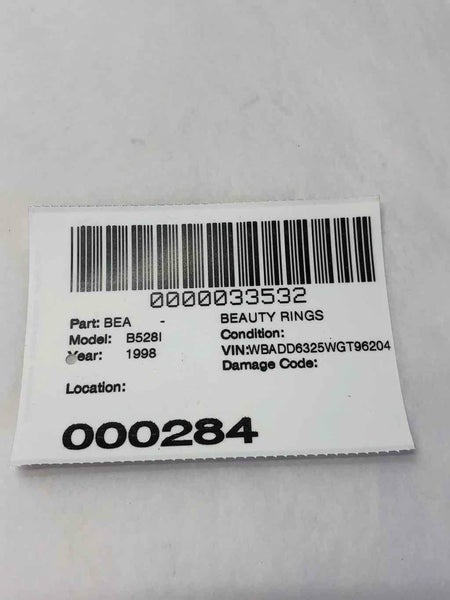 0000033532
Part: BEA - BEAUTY RINGS
Model: B528I Condition:
Year: 1998 VIN:WBADD6325WGT96204
Damage Code:
Location:
000284